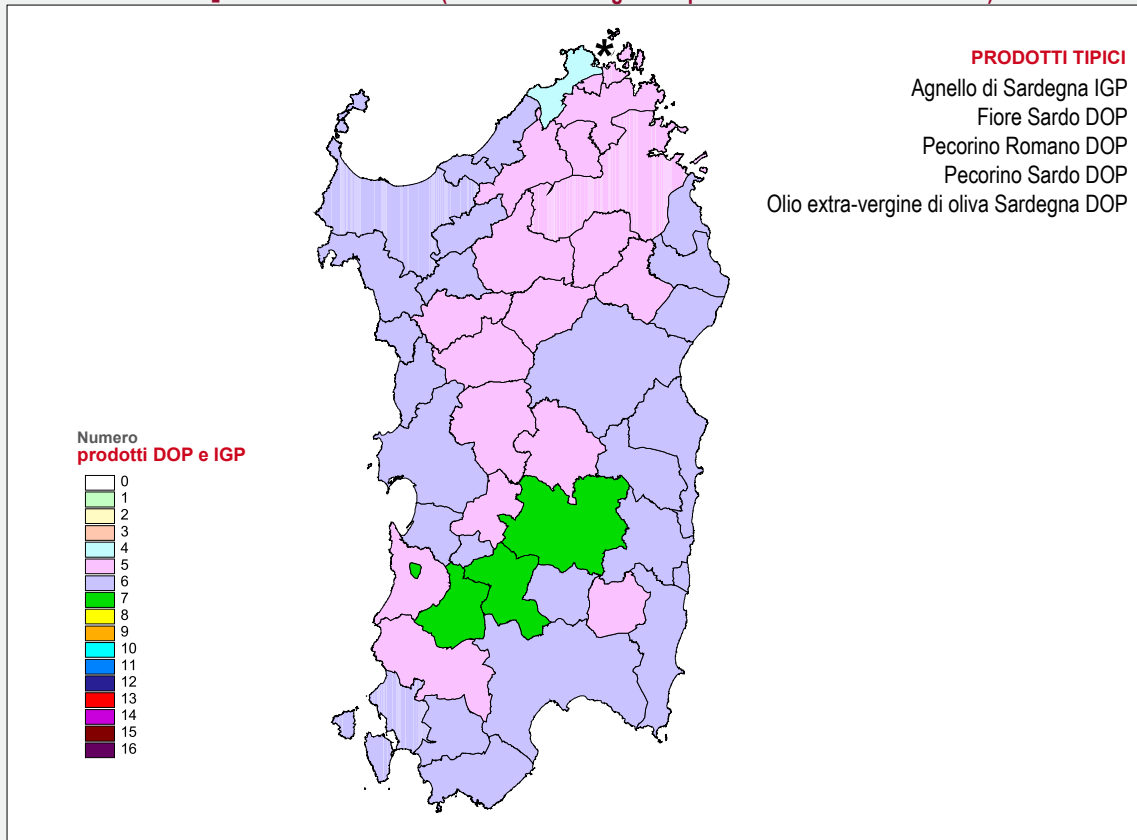 *
PRODOTTI TIPICI
Agnello di Sardegna IGP
Fiore Sardo DOP
Pecorino Romano DOP
Pecorino Sardo DOP
Olio extra-vergine di oliva Sardegna DOP
Numero
prodotti DOP e IGP
0
1
2
3
4
5
6
7
8
9
10
11
12
13
14
15
16